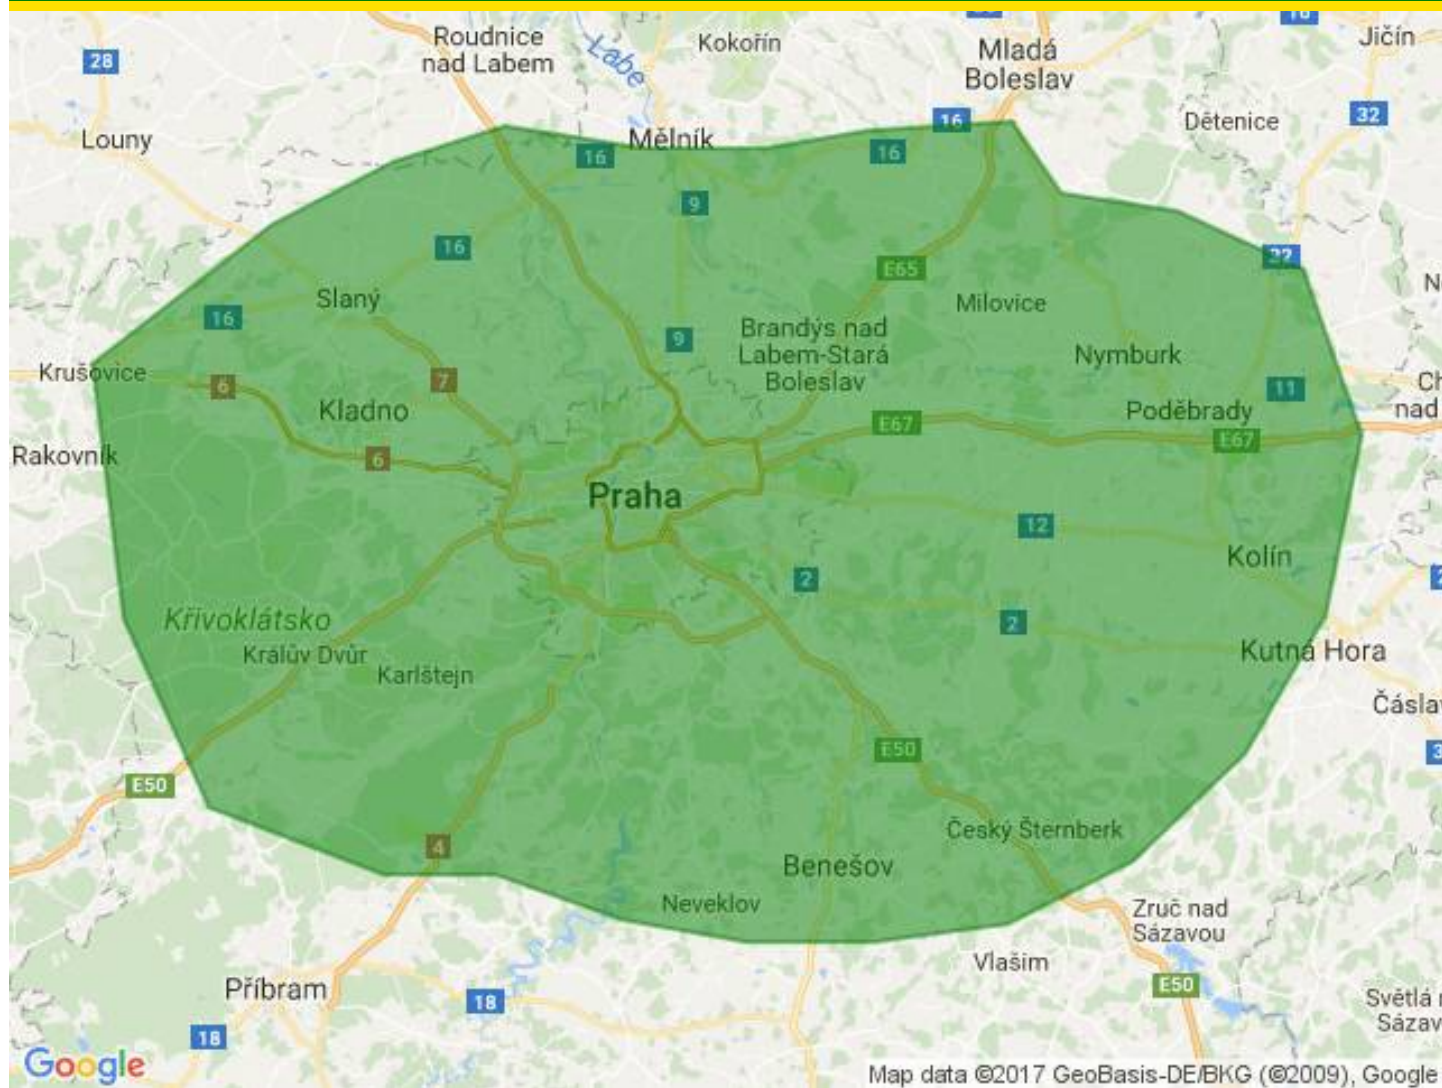 Roudnice
nad Labem
Labe
Kokořín
Mladá
Boleslav
Jičín
28
32
Louny
Dětenice
16
Mělník
16
16
9
16
32
E65
Slaný
Milovice
16
Brandýs nad
Labem-Stará
Boleslav
9
Nymburk
Krušovice
6
7
11
Kladno
Poděbrady
nad
E67
E67
Rakovník
6
Praha
12
Kolín
2
Křivoklátsko
2
Králův Dvůr
Kutná Hora
Karlštejn
E50
E50
Český Šternberk
4
Benešov
Neveklov
Zruč nad
Sázavou
Vlašim
E50
Příbram
18
Světlá
18
Google
Map data ©2017 GeoBasis-DE/BKG (©2009), Google